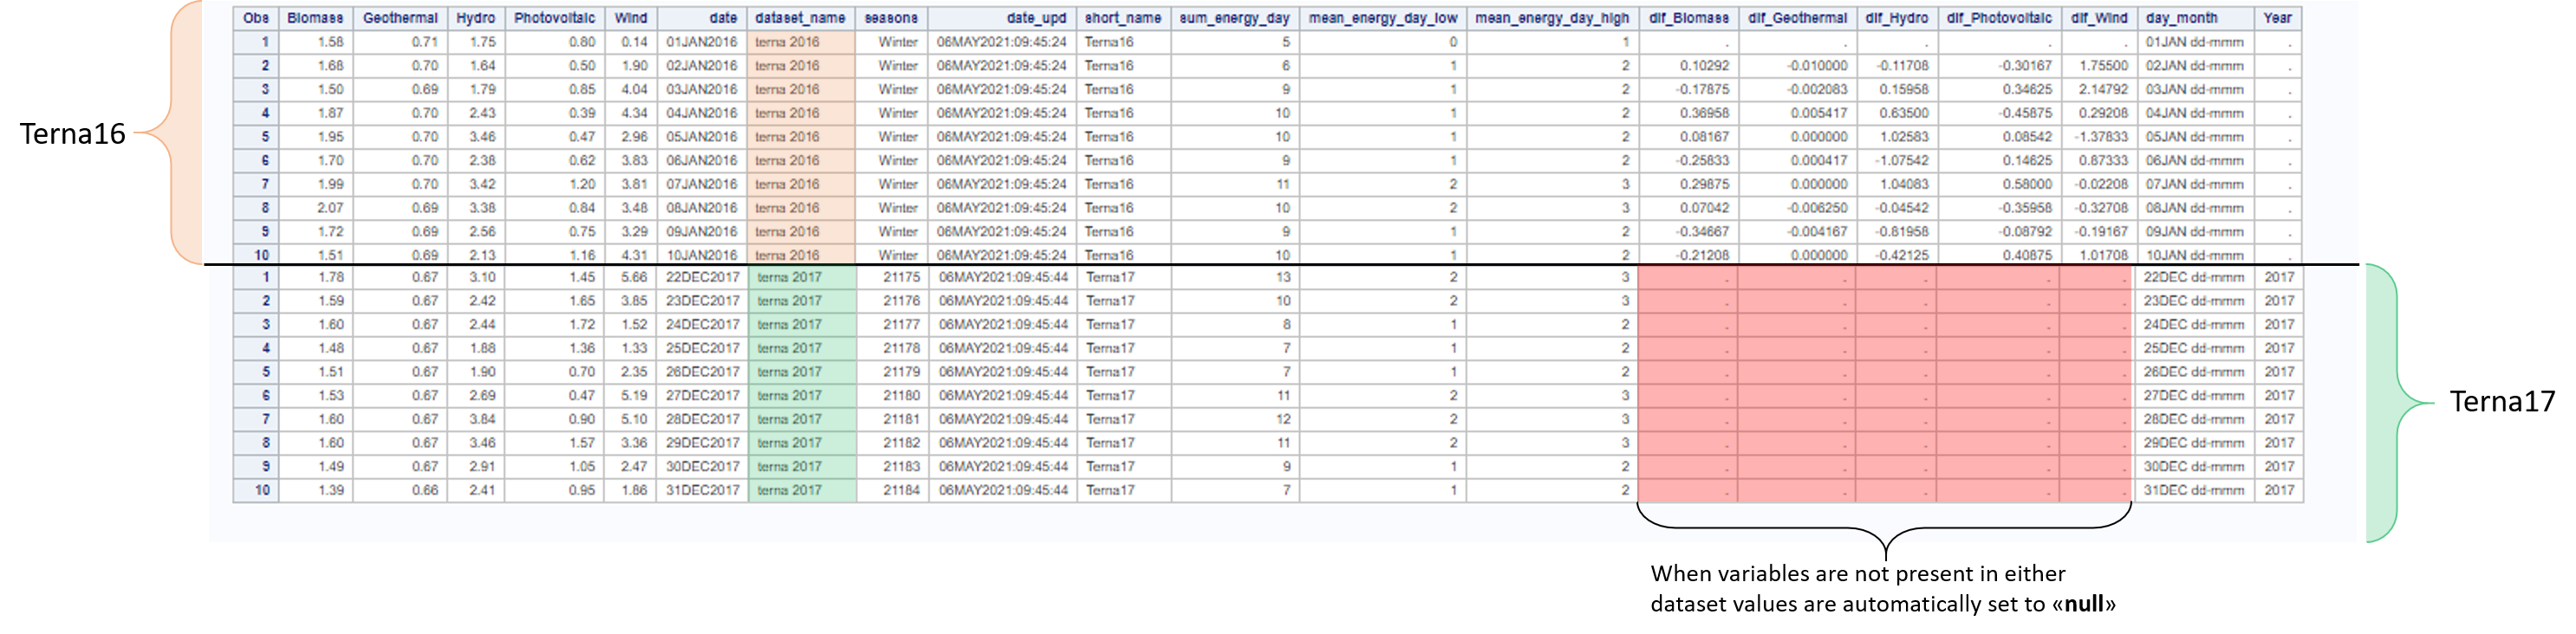 Obs Biomass Geothermal Hydro Photovoltaic Wind date dataset_name seasons date_upd short_name sum_energy_day mean_energy_day_low mean_energy_day_high dif_Biomass dif_Geothermal dif_Hydro dif_Photovoltaic dif_Wind day_month Year
1 1.58 0.71 1.75 0.80 0.14 01JAN2016 terna 2016 Winter 06MAY2021:09:45:24 Terna16 5 0 1 . . . . . 01JAN dd-mmm .
2 1.68 0.70 1.64 0.50 1.90 02JAN2016 terna 2016 Winter 06MAY2021:09:45:24 Terna16 6 1 2 0.10292 -0.010000 -0.11708 -0.30167 1.75500 02JAN dd-mmm .
3 1.50 0.69 1.79 0.85 4.04 03JAN2016 terna 2016 Winter 06MAY2021:09:45:24 Terna16 9 1 2 -0.17875 -0.002083 0.15958 0.34625 2.14792 03JAN dd-mmm .
4 1.87 0.70 2.43 0.39 4.34 04JAN2016 terna 2016 Winter 06MAY2021:09:45:24 Terna16 10 1 2 0.36958 0.005417 0.63500 -0.45875 0.29208 04JAN dd-mmm .
Terna16
5 1.95 0.70 3.46 0.47 2.96 05JAN2016 terna 2016 Winter 06MAY2021:09:45:24 Terna16 10 1 2 0.08167 0.000000 1.02583 0.08542 -1.37833 05JAN dd-mmm .
6 1.70 0.70 2.38 0.62 3.83 06JAN2016 terna 2016 Winter 06MAY2021:09:45:24 Terna16 9 1 2 -0.25833 0.000417 -1.07542 0.14625 0.87333 06JAN dd-mmm .
7 1.99 0.70 3.42 1.20 3.81 07JAN2016 terna 2016 Winter 06MAY2021:09:45:24 Terna16 11 2 3 0.29875 0.000000 1.04083 0.58000 -0.02208 07JAN dd-mmm .
8 2.07 0.69 3.38 0.84 3.48 08JAN2016 terna 2016 Winter 06MAY2021:09:45:24 Terna16 10 2 3 0.07042 -0.006250 -0.04542 -0.35958 -0.32708 08JAN dd-mmm .
9 1.72 0.69 2.56 0.75 3.29 09JAN2016 terna 2016 Winter 06MAY2021:09:45:24 Terna16 9 1 2 -0.34667 -0.004167 -0.81958 -0.08792 -0.19167 09JAN dd-mmm .
10 1.51 0.69 2.13 1.16 4.31 10JAN2016 terna 2016 Winter 06MAY2021:09:45:24 Terna16 10 1 2 -0.21208 0.000000 -0.42125 0.40875 1.01708 10JAN dd-mmm .
1 1.78 0.67 3.10 1.45 5.66 22DEC2017 terna 2017 21175 06MAY2021:09:45:44 Terna17 13 2 3 . . . . . 22DEC dd-mmm 2017
2 1.59 0.67 2.42 1.65 3.85 23DEC2017 terna 2017 21176 06MAY2021:09:45:44 Terna17 10 2 3 . . . . . 23DEC dd-mmm 2017
3 1.60 0.67 2.44 1.72 1.52 24DEC2017 terna 2017 21177 06MAY2021:09:45:44 Terna17 8 1 2 . . . . . 24DEC dd-mmm 2017
4 1.48 0.67 1.88 1.36 1.33 25DEC2017 terna 2017 21178 06MAY2021:09:45:44 Terna17 7 1 2 . . . . . 25DEC dd-mmm 2017
5 1.51 0.67 1.90 0.70 2.35 26DEC2017 terna 2017 21179 06MAY2021:09:45:44 Terna17 7 1 2 . . . . . 26DEC dd-mmm 2017
6 1.53 0.67 2.69 0.47 5.19 27DEC2017 terna 2017 21180 06MAY2021:09:45:44 Terna17 11 2 3 . . . . . 27DEC dd-mmm 2017
Terna17
7 1.60 0.67 3.84 0.90 5.10 28DEC2017 terna 2017 21181 06MAY2021:09:45:44 Terna17 12 2 3 . . . . . 28DEC dd-mmm 2017
8 1.60 0.67 3.46 1.57 3.36 29DEC2017 terna 2017 21182 06MAY2021:09:45:44 Terna17 11 2 3 . . . . . 29DEC dd-mmm 2017
9 1.49 0.67 2.91 1.05 2.47 30DEC2017 terna 2017 21183 06MAY2021:09:45:44 Terna17 9 1 2 . . . . . 30DEC dd-mmm 2017
10 1.39 0.66 2.41 0.95 1.86 31DEC2017 terna 2017 21184 06MAY2021:09:45:44 Terna17 7 1 2 . . . . . 31DEC dd-mmm 2017
When variables are not present in either
dataset values are automatically set to «null»